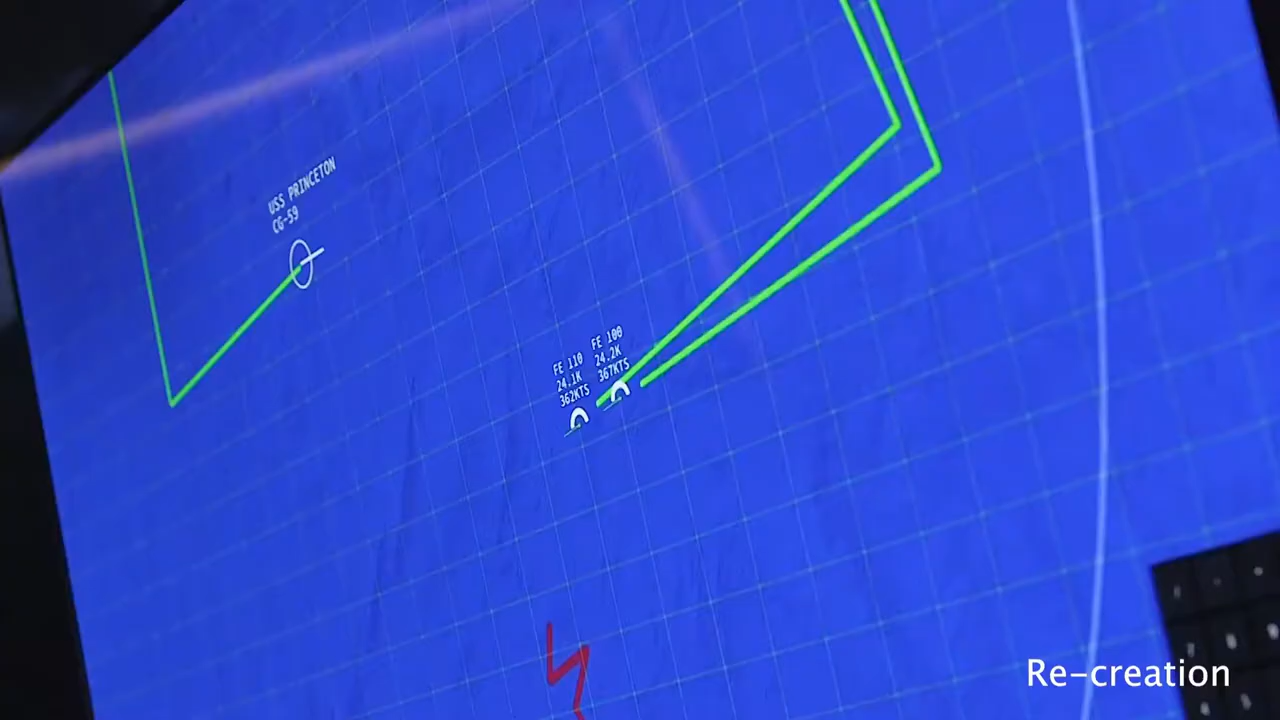 USS PRINCETON
CG-59
FE 110
24.1K
362KTS
FE 100
24.2K
367KTS
Re-creation